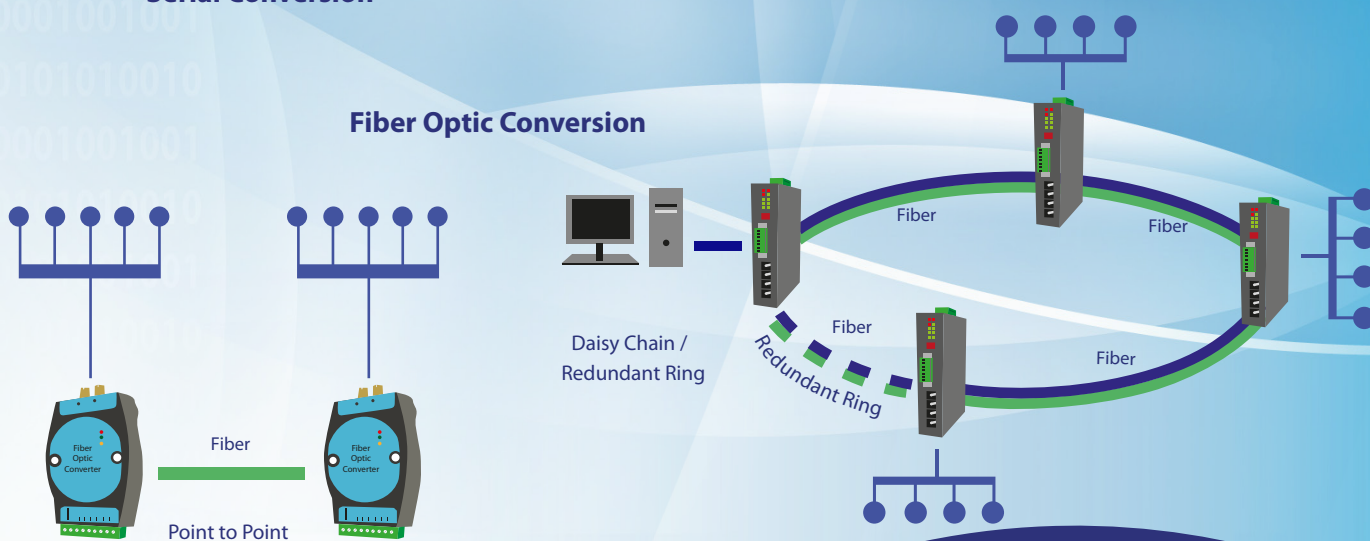 Serial Conversion
Fiber Optic Conversion
Fiber
Fiber
Daisy Chain /
Redundant Ring
Fiber
Redundant Ring
Fiber
Fiber
Optic
Converter
Fiber
Fiber
Optic
Converter
Point to Point